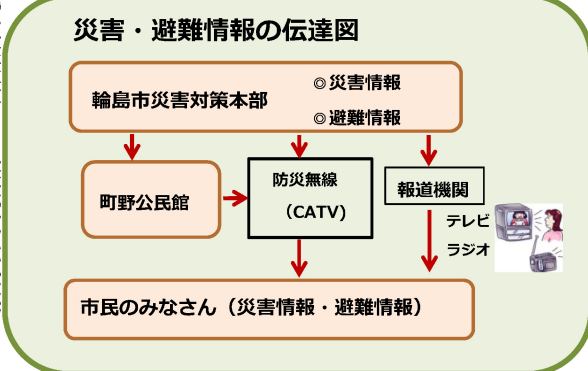 災害・避難情報の伝達図
輪島市災害対策本部
◎災害情報
◎避難情報
町野公民館
防災無線
（CATV)
報道機関
テレビ
ラジオ
市民のみなさん（災害情報・避難情報）